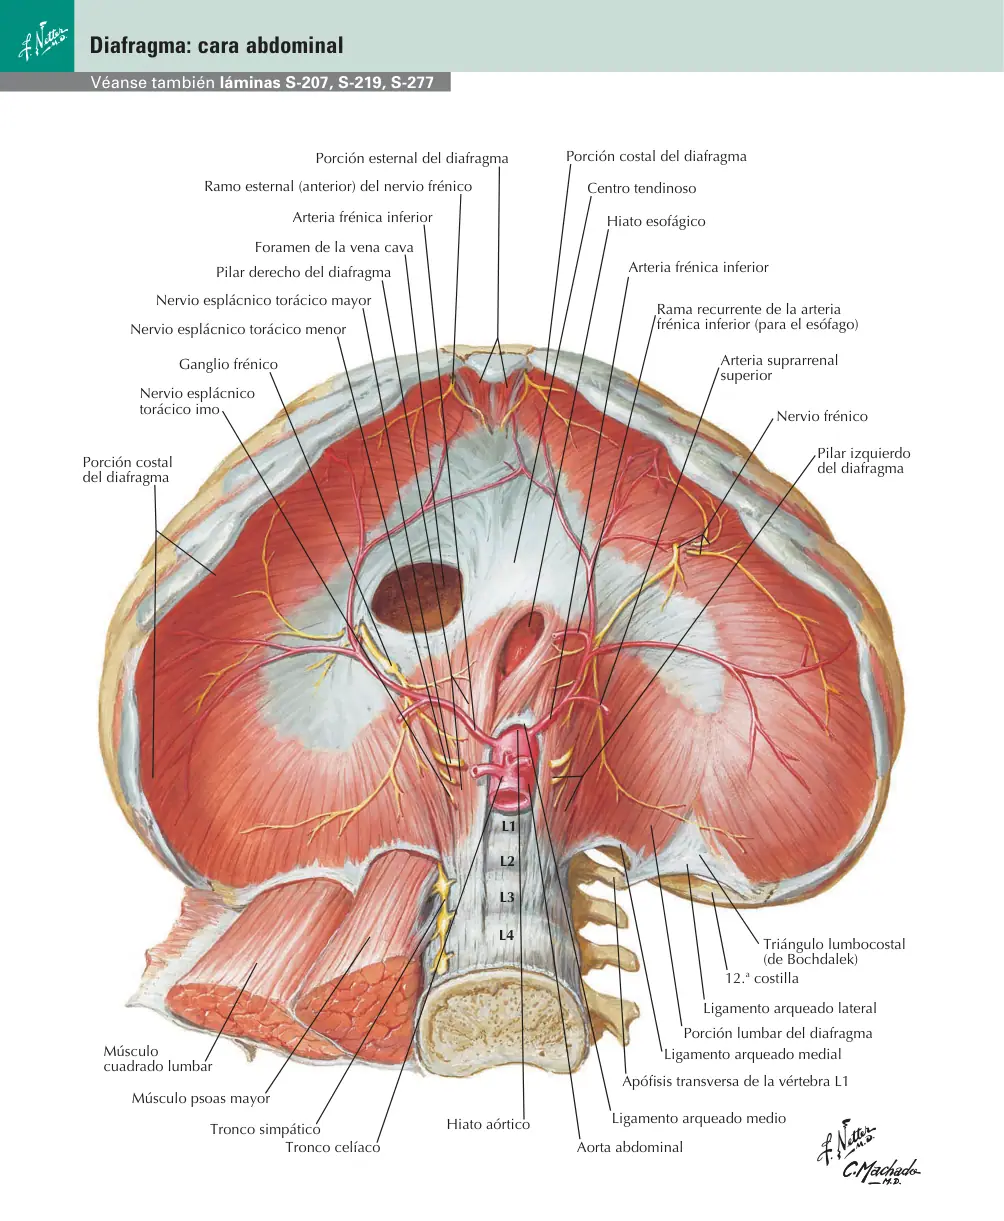 F. Netter M.D.
Diafragma: cara abdominal
Véanse también láminas S-207, S-219, S-277
Porción esternal del diafragma
Ramo esternal (anterior) del nervio frénico
Arteria frénica inferior
Foramen de la vena cava
Pilar derecho del diafragma
Nervio esplácnico torácico mayor
Nervio esplácnico torácico menor
Ganglio frénico
Nervio esplácnico
torácico imo
Porción costal
del diafragma
Porción costal del diafragma
Centro tendinoso
Hiato esofágico
Arteria frénica inferior
Rama recurrente de la arteria
frénica inferior (para el esófago)
Arteria suprarrenal
superior
Nervio frénico
Pilar izquierdo
del diafragma
L1
L2
L3
L4
Triángulo lumbocostal
(de Bochdalek)
12.ª costilla
Ligamento arqueado lateral
Porción lumbar del diafragma
Ligamento arqueado medial
Apófisis transversa de la vértebra L1
Ligamento arqueado medio
Aorta abdominal
Hiato aórtico
Músculo
cuadrado lumbar
Músculo psoas mayor
Tronco simpático
Tronco celíaco
F. Netter M.D.
C. Machado M.D.